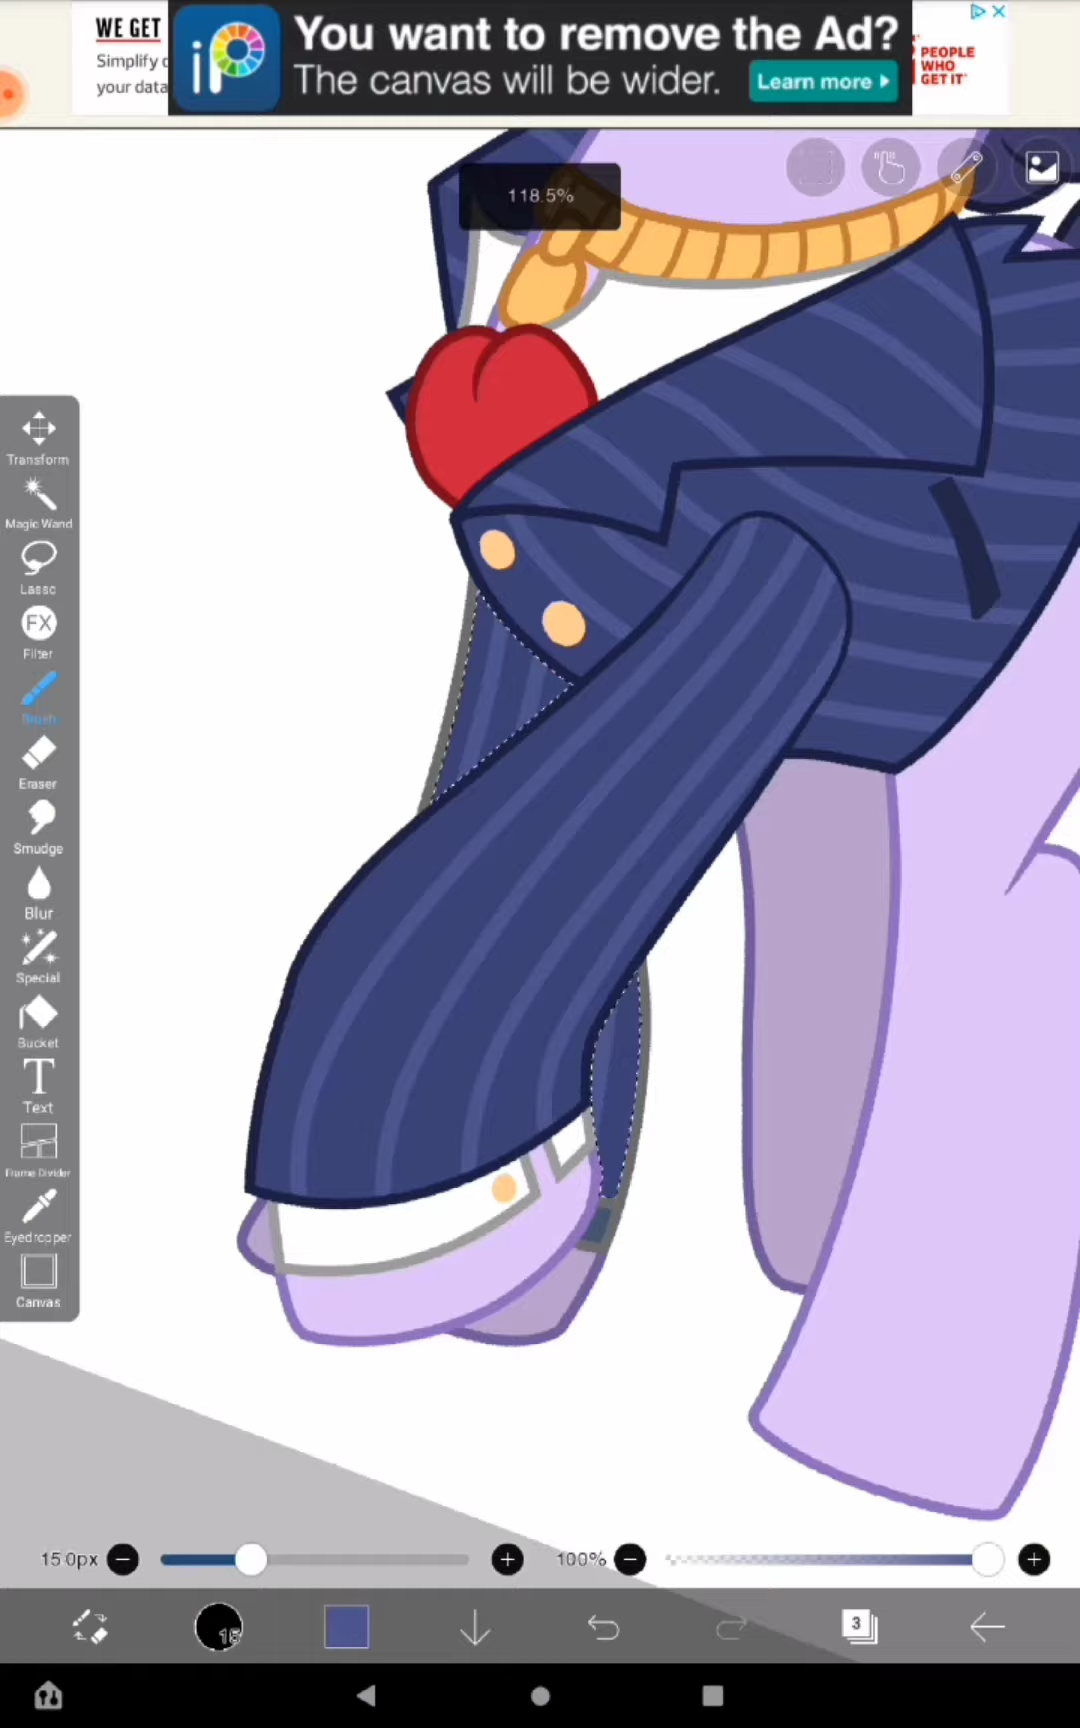 WE GET
Simplify
your data
iP
You want to remove the Ad?
The canvas will be wider.
Learn more
PEOPLE
WHO
GET IT
118.5%
Transform
Magic Wand
Lasso
FX
Filter
Brush
Eraser
Smudge
Blur
Special
Bucket
T
Text
Frame Divider
Eyedropper
Canvas
15.0px
100%
15
3